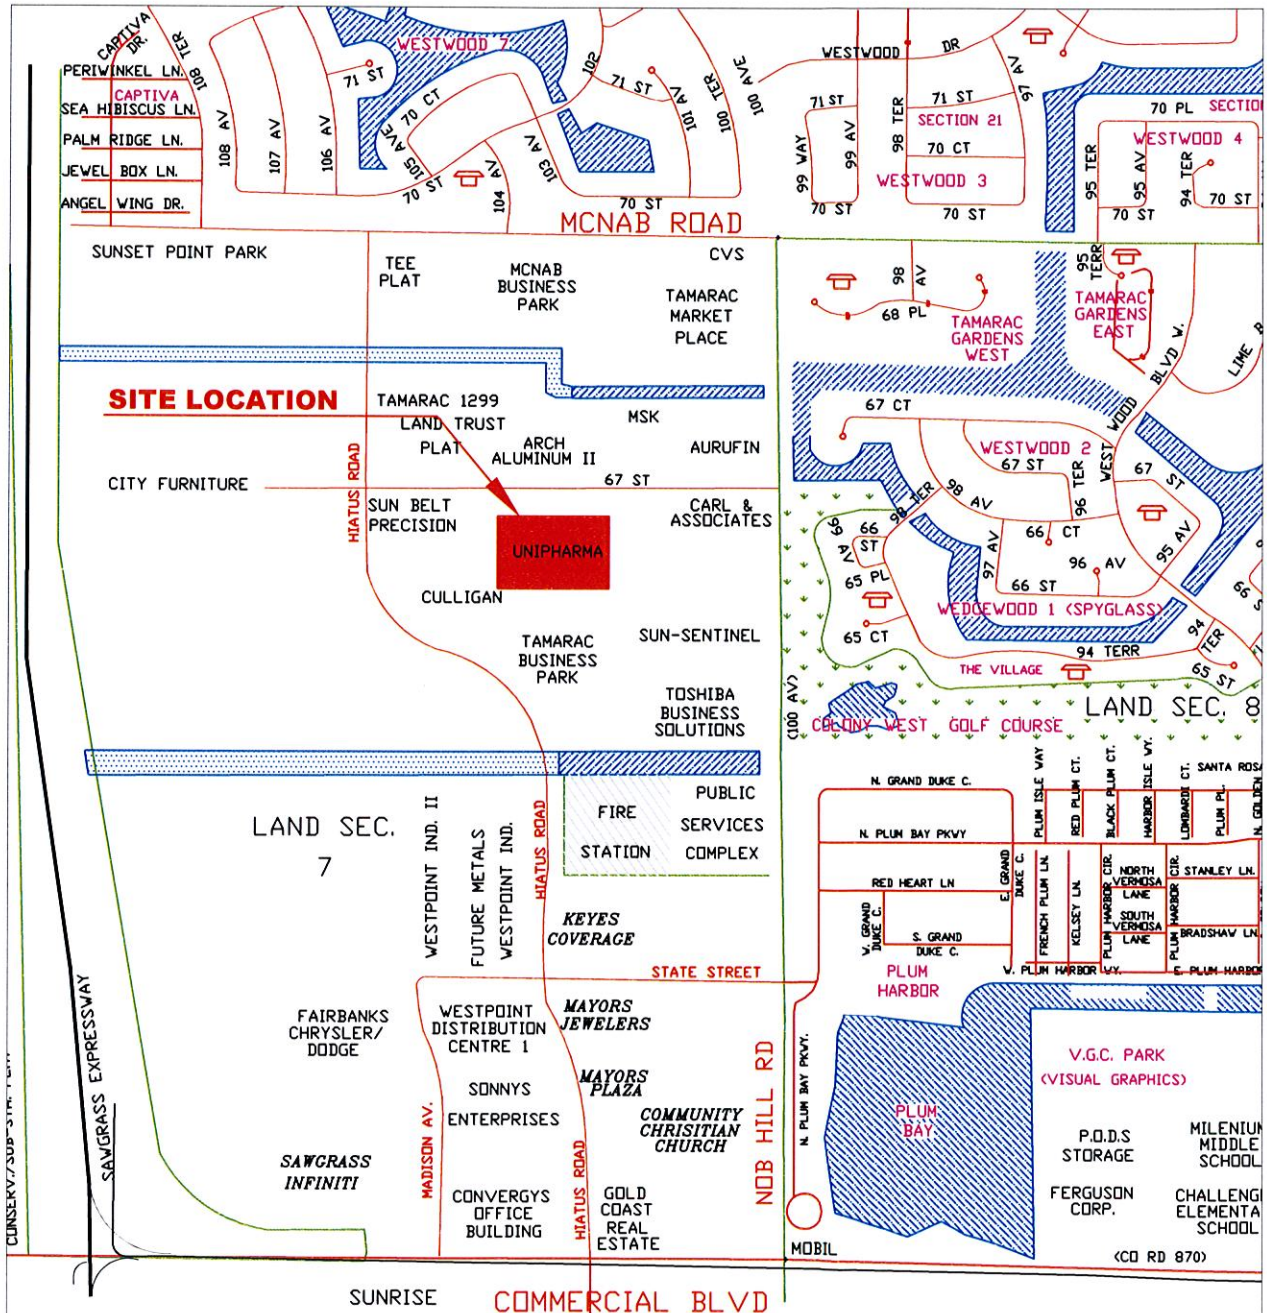 CAPTIVA
DR.
108 TER
PERIWINKEL LN.
CAPTIVA
SEA HIBISCUS LN.
PALM RIDGE LN.
JEWEL BOX LN.
ANGEL WING DR.
108 AV
107 AV
106 AV
71 ST
WESTWOOD 7
70 CT
105 AVE
70 ST
104 AV
103 AV
102
71 ST
101 AV
100 TER
100 AVE
70 ST
WESTWOOD DR
71 ST
99 WAY
99 AV
98 TER
71 ST
97 AV
SECTION 21
70 CT
WESTWOOD 3
70 ST
70 ST
70 PL
SECTIO
WESTWOOD 4
95 TER
95 AV
94 TER
70 ST
70 ST
MCNAB ROAD
SUNSET POINT PARK
TEE
PLAT
MCNAB
BUSINESS
PARK
CVS
TAMARAC
MARKET
PLACE
98
AV
68 PL
TAMARAC
GARDENS
WEST
95
TERR
TAMARAC
GARDENS
EAST
WEST WOOD BLVD W.
LIME
SITE LOCATION
TAMARAC 1299
LAND TRUST
PLAT
MSK
ARCH
ALUMINUM II
AURUFIN
67 CT
WESTWOOD 2
67 ST
96 TER
67 ST
CITY FURNITURE
HIATUS ROAD
67 ST
SUN BELT
PRECISION
CARL &
ASSOCIATES
UNIPHARMA
CULLIGAN
98 TER
98 AV
99 AV
66
ST
65 PL
65 CT
66 CT
97 AV
96 AV
95 AV
66 ST
66 S
WEDGEWOOD 1 (SPYGLASS)
94
TER
94 TERR
65 ST
THE VILLAGE
TAMARAC
BUSINESS
PARK
SUN-SENTINEL
TOSHIBA
BUSINESS
SOLUTIONS
(100 AV)
COLONY WEST GOLF COURSE
LAND SEC. 8
LAND SEC.
7
WESTPOINT IND. II
FUTURE METALS
WESTPOINT IND.
HIATUS ROAD
FIRE
STATION
PUBLIC
SERVICES
COMPLEX
N. GRAND DUKE C.
N. PLUM BAY PKVY
RED HEART LN
W. GRAND
DUKE C.
S. GRAND
DUKE C.
E. GRAND
DUKE C.
PLUM ISLE WAY
RED PLUM CT.
BLACK PLUM CT.
HARBOR ISLE WY.
LOMBARDI CT.
PLUM PL.
SANTA ROSA
N. GOLDEN
FRENCH PLUM LN.
KELSEY LN.
PLUM HARBOR CIR.
NORTH
VERMOSA
LANE
SOUTH
VERMOSA
LANE
PLUM HARBOR CIR.
STANLEY LN.
BRADSHAW LN.
W. PLUM HARBOR WY.
E. PLUM HARBOR
KEYES
COVERAGE
STATE STREET
PLUM
HARBOR
FAIRBANKS
CHRYSLER/
DODGE
WESTPOINT
DISTRIBUTION
CENTRE 1
MAYORS
JEWELERS
SONNYS
ENTERPRISES
MAYORS
PLAZA
COMMUNITY
CHRISITIAN
CHURCH
MADISON AV.
SAWGRASS
INFINITI
CONVERGYS
OFFICE
BUILDING
HIATUS ROAD
GOLD
COAST
REAL
ESTATE
NOB HILL RD
N. PLUM BAY PKWY.
PLUM
BAY
V.G.C. PARK
(VISUAL GRAPHICS)
P.O.D.S
STORAGE
MILENIUM
MIDDLE
SCHOOL
FERGUSON
CORP.
CHALLENG
ELEMENTA
SCHOOL
SAWGRASS EXPRESSWAY
MOBIL
(CO RD 870)
SUNRISE
COMMERCIAL BLVD